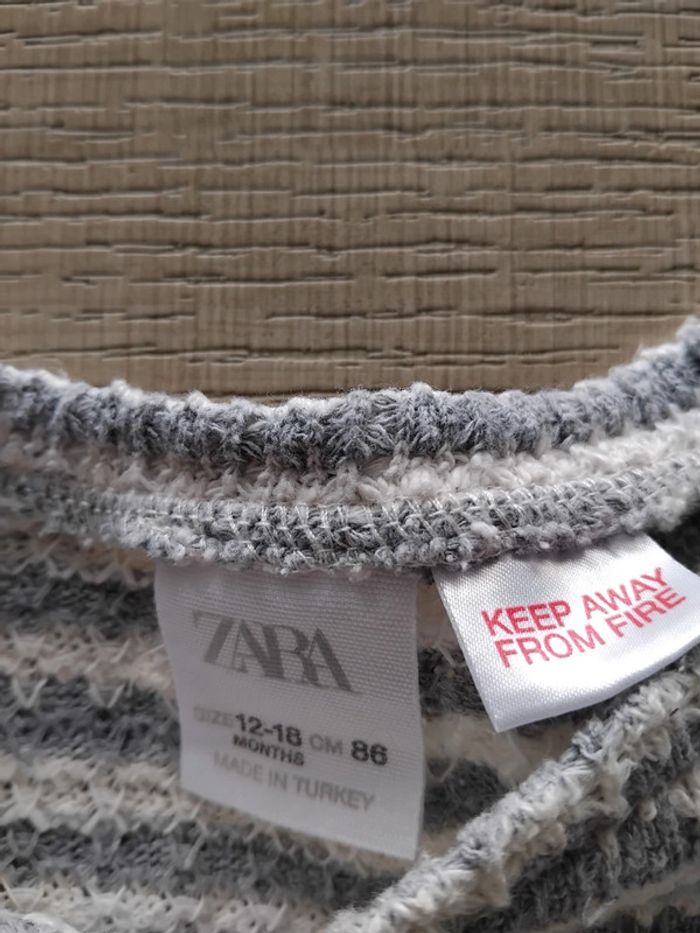 ZARA
SIZE 12-18 CM 86
MONTHS
MADE IN TURKEY
KEEP AWAY
FROM FIRE